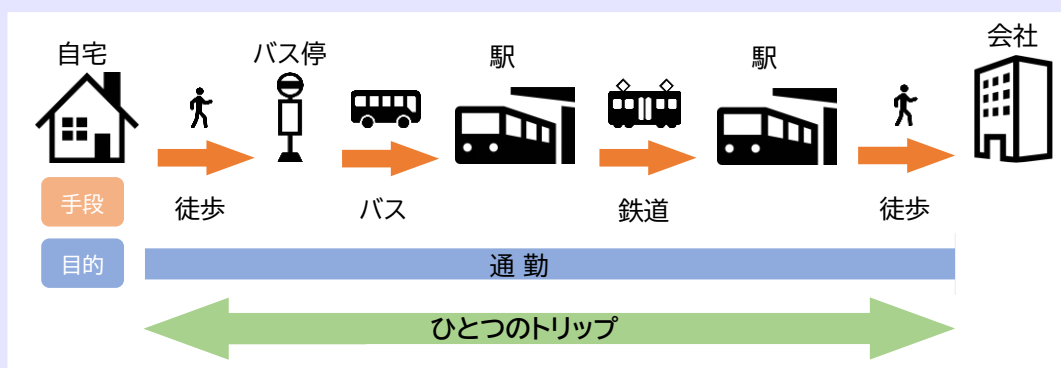 自宅
バス停
駅
駅
会社
手段
徒歩
バス
鉄道
徒歩
目的
通 勤
ひとつのトリップ